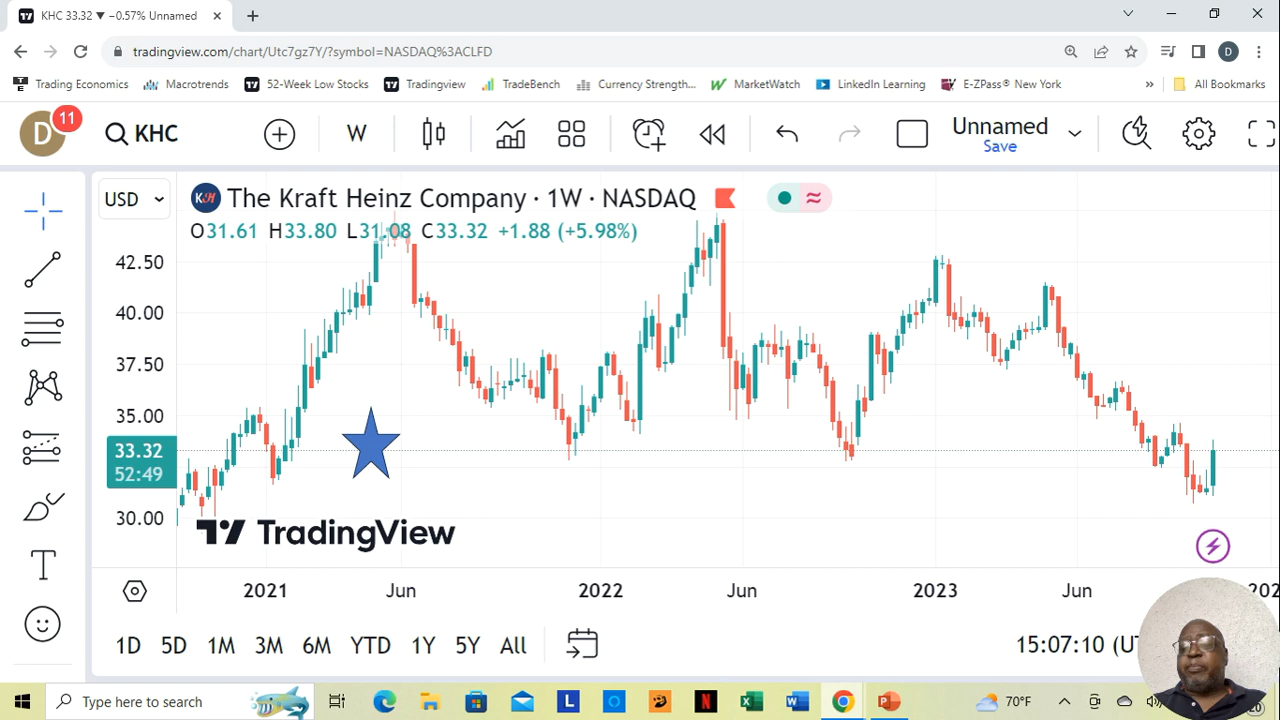 KHC 33.32 ▼ −0.57% Unnamed
tradingview.com/chart/Utc7gz7Y/?symbol=NASDAQ%3ACLFD
D
Trading Economics Macrotrends 52-Week Low Stocks Tradingview TradeBench Currency Strength... MarketWatch LinkedIn Learning E-ZPass® New York » All Bookmarks
D 11 KHC W Unnamed
Save
USD The Kraft Heinz Company · 1W · NASDAQ
O31.61 H33.80 L31.08 C33.32 +1.88 (+5.98%)
42.50
40.00
37.50
35.00
33.32
52:49
30.00
TradingView
2021 Jun 2022 Jun 2023 Jun
1D 5D 1M 3M 6M YTD 1Y 5Y All 15:07:10
Type here to search 70°F